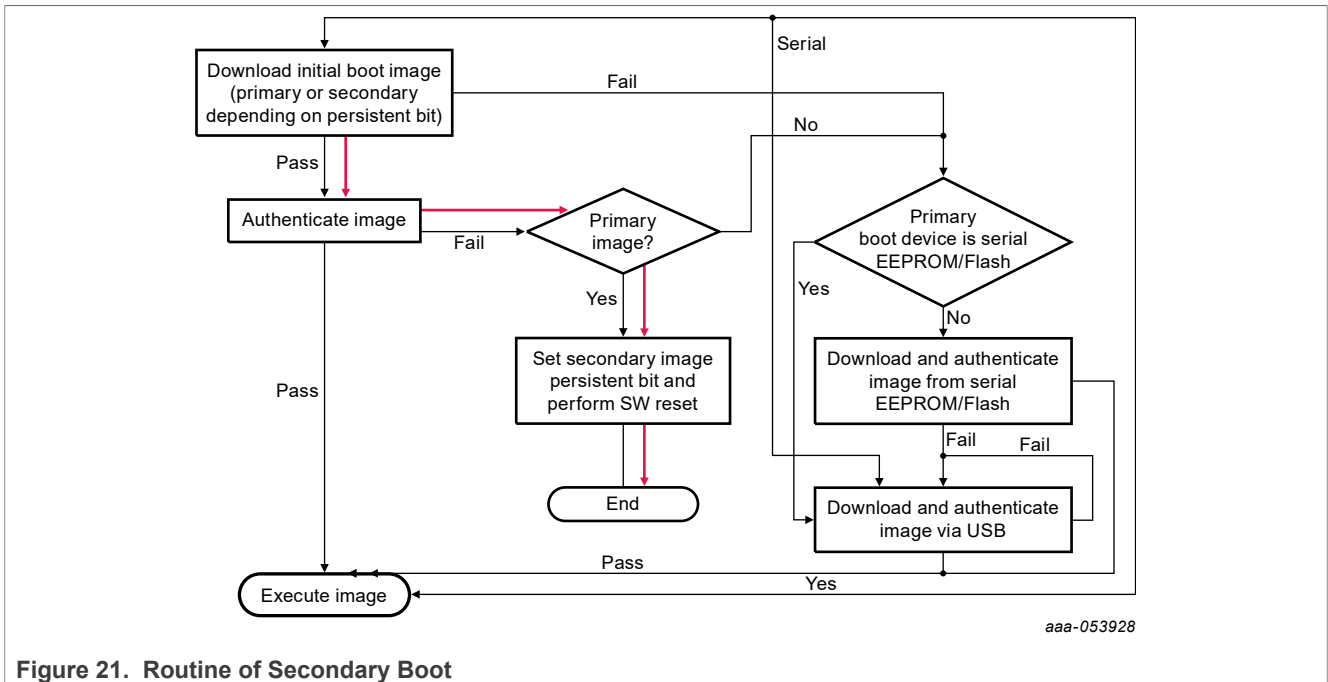 Serial
Download initial boot image
(primary or secondary
depending on persistent bit)
Fail
No
Pass
Authenticate image
Fail
Primary
image?
Primary
boot device is serial
EEPROM/Flash
Yes
Yes
No
Set secondary image
persistent bit and
perform SW reset
Download and authenticate
image from serial
EEPROM/Flash
Pass
Fail
Fail
End
Download and authenticate
image via USB
Pass
Yes
Execute image
aaa-053928
Figure 21. Routine of Secondary Boot